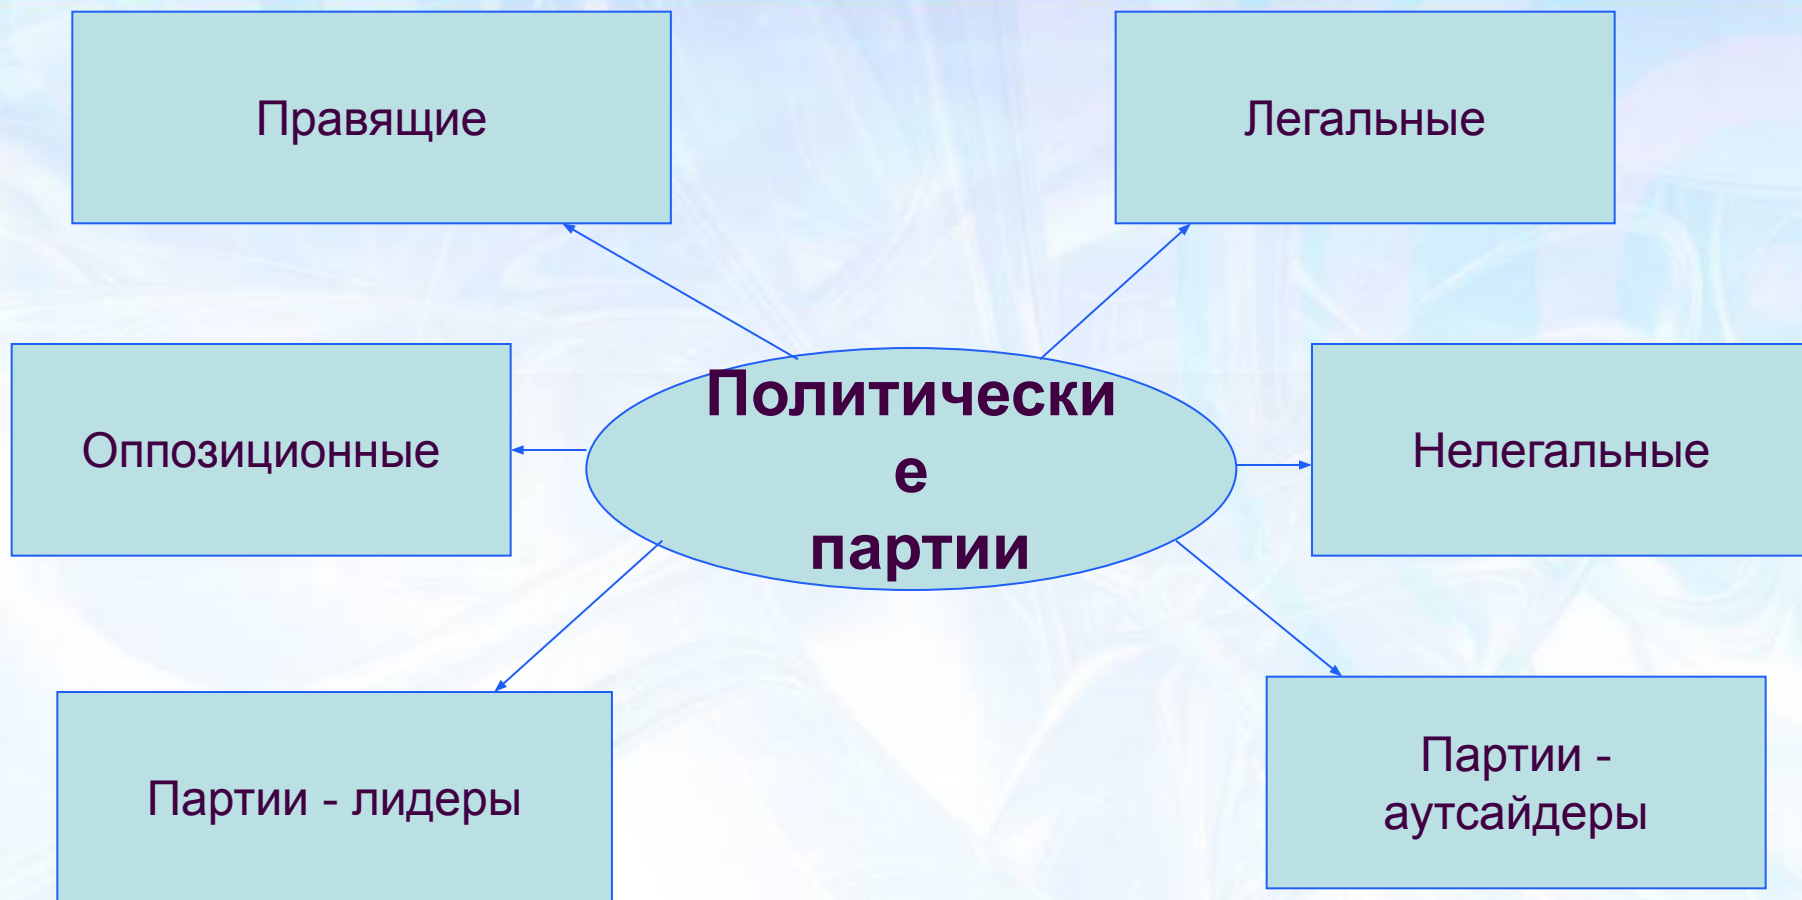 Правящие
Легальные
Оппозиционные
Политически
е
партии
Нелегальные
Партии - лидеры
Партии -
аутсайдеры